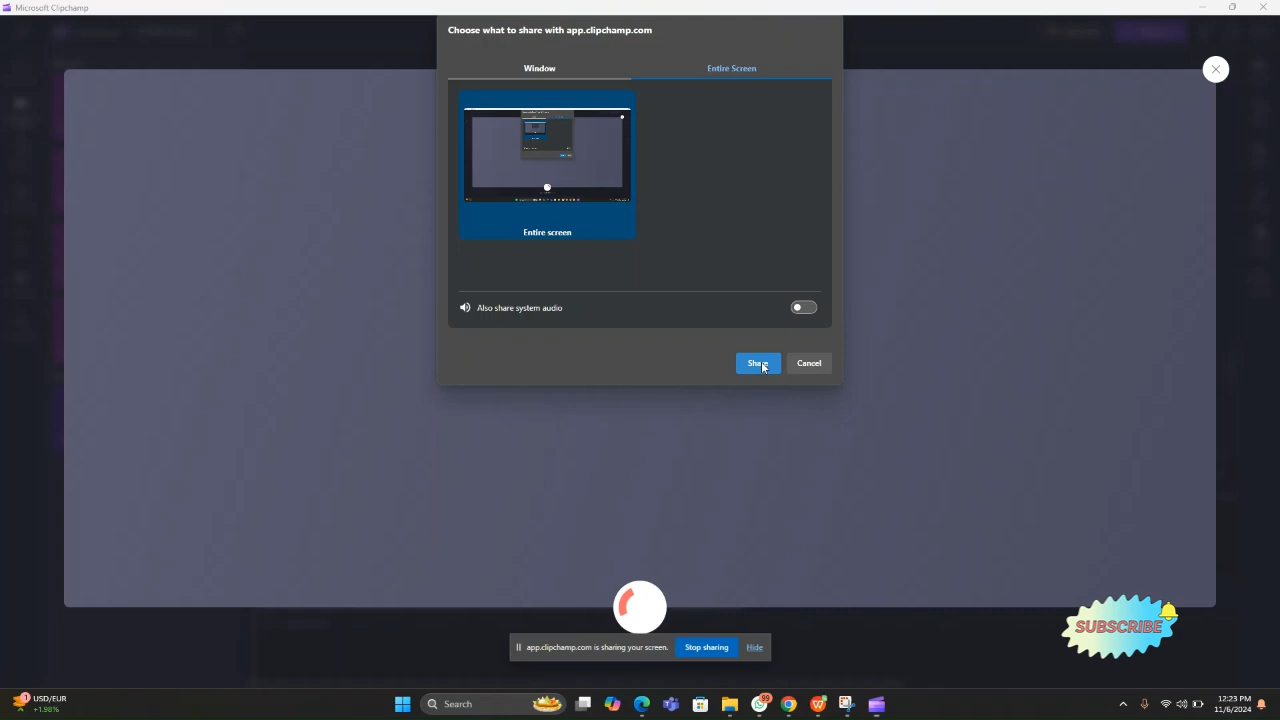 Microsoft Clipchamp
Choose what to share with app.clipchamp.com
Window
Entire Screen
Entire screen
Also share system audio
Share
Cancel
SUBSCRIBE
app.clipchamp.com is sharing your screen.
Stop sharing
Hide
1
USD/EUR
+1.98%
Search
99
12:23 PM
11/6/2024